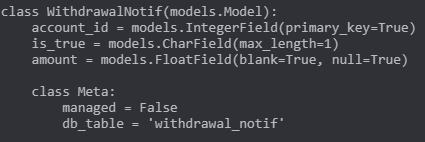 class WithdrawalNotif(models.Model):
    account_id = models.IntegerField(primary_key=True)
    is_true = models.CharField(max_length=1)
    amount = models.FloatField(blank=True, null=True)

    class Meta:
        managed = False
        db_table = 'withdrawal_notif'